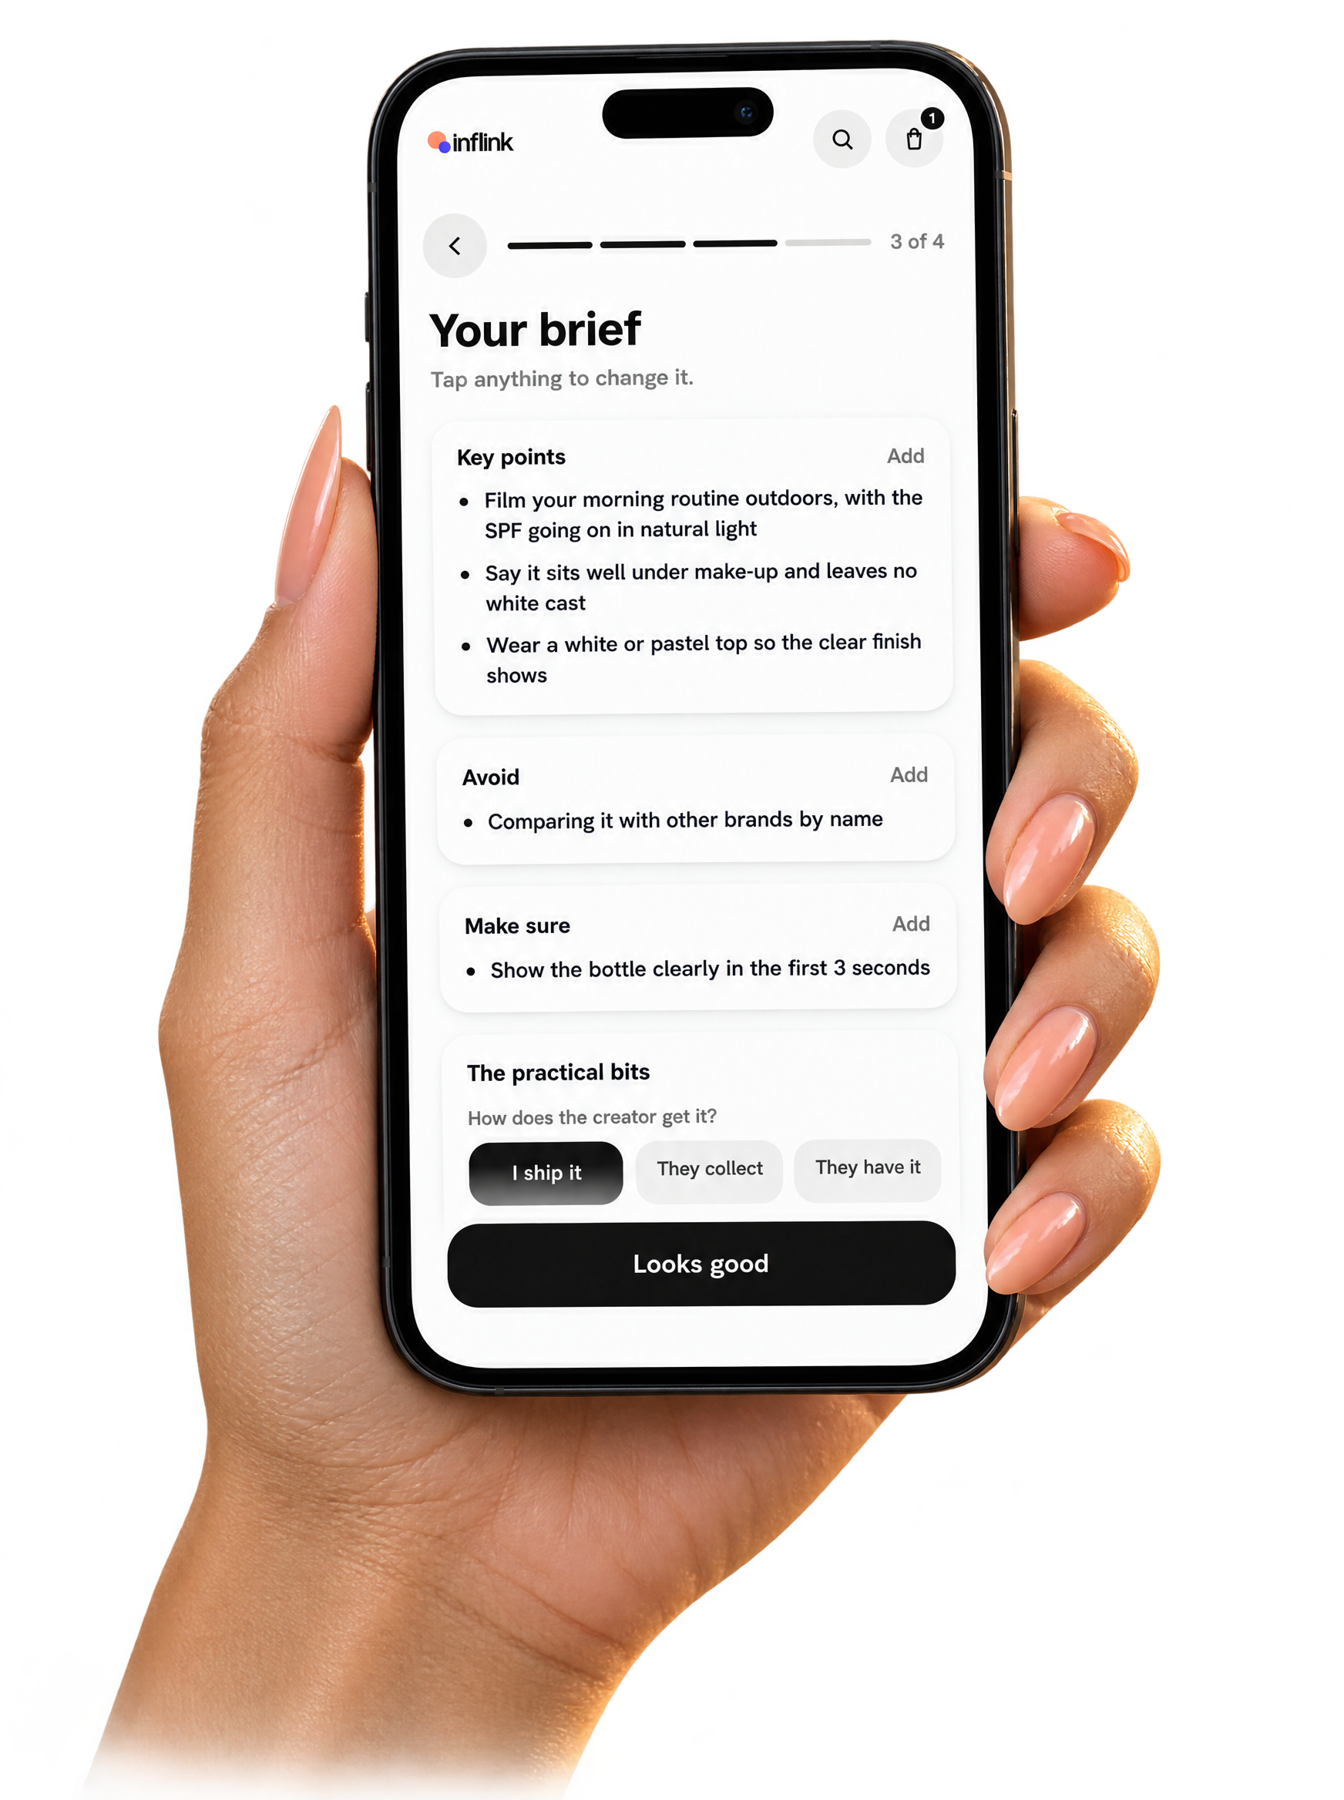 inflink
1
3 of 4
Your brief
Tap anything to change it.
Key points
Add
Film your morning routine outdoors, with the
SPF going on in natural light
Say it sits well under make-up and leaves no
white cast
Wear a white or pastel top so the clear finish
shows
Avoid
Add
Comparing it with other brands by name
Make sure
Add
Show the bottle clearly in the first 3 seconds
The practical bits
How does the creator get it?
I ship it
They collect
They have it
Looks good